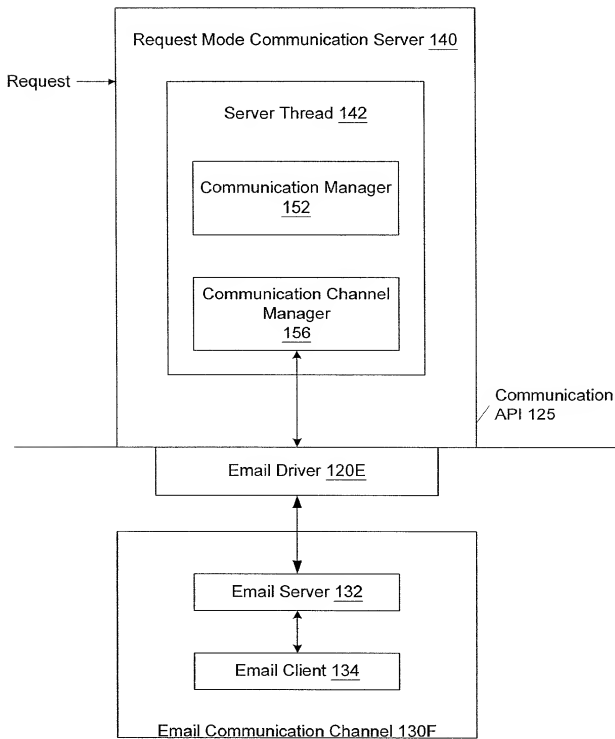 Request Mode Communication Server 140
Request
Server Thread 142
Communication Manager
152
Communication Channel
Manager
156
Communication
API 125
Email Driver 120E
Email Server 132
Email Client 134
Email Communication Channel 130F